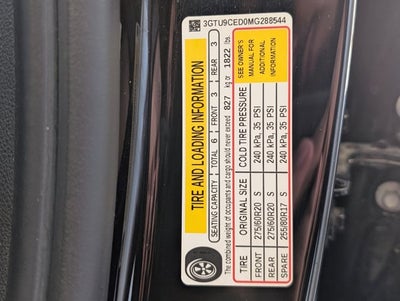 3GTU9CED0MG288544
TIRE AND LOADING INFORMATION
SEATING CAPACITY TOTAL 6 FRONT 3 REAR 3
The combined weight of occupants and cargo should never exceed 827 kg or 1822 lbs.
TIRE ORIGINAL SIZE COLD TIRE PRESSURE
FRONT 275/60R20 S 240 kPa, 35 PSI
REAR 275/60R20 S 240 kPa, 35 PSI
SPARE 255/80R17 S 240 kPa, 35 PSI
SEE OWNER'S
MANUAL FOR
ADDITIONAL
INFORMATION